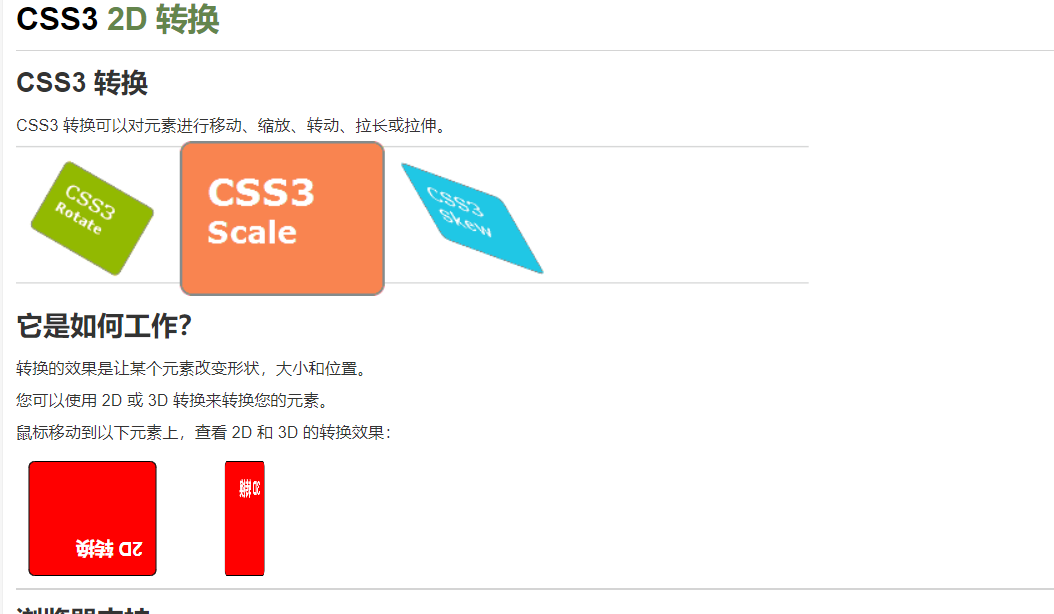 CSS3 2D 转换
CSS3 转换
CSS3 转换可以对元素进行移动、缩放、转动、拉长或拉伸。
CSS3
Rotate
CSS3
Scale
CSS3
Skew
它是如何工作?
转换的效果是让某个元素改变形状，大小和位置。
您可以使用 2D 或 3D 转换来转换您的元素。
鼠标移动到以下元素上，查看 2D 和 3D 的转换效果：
2D 转换
3D 转换
浏览器支持